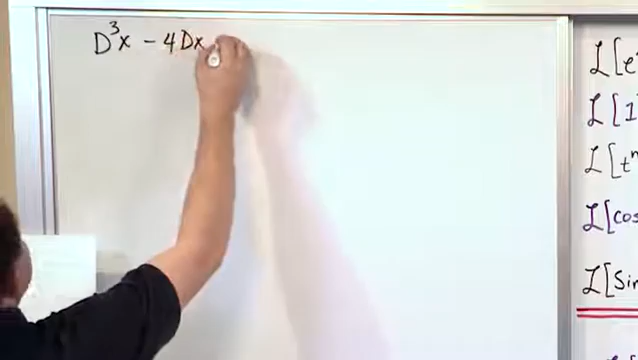 D³x - 4Dx
ℒ[e
ℒ[1
ℒ[tⁿ
ℒ[cos
ℒ[Sin